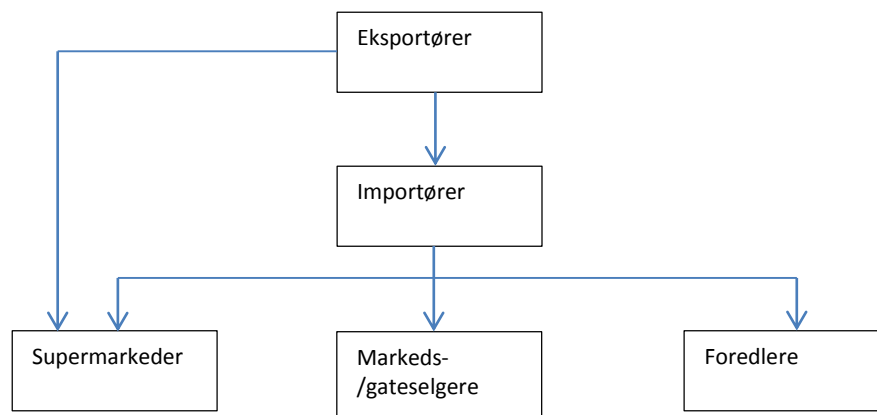 Eksportører
Importører
Supermarkeder
Markeds-
/gateselgere
Foredlere